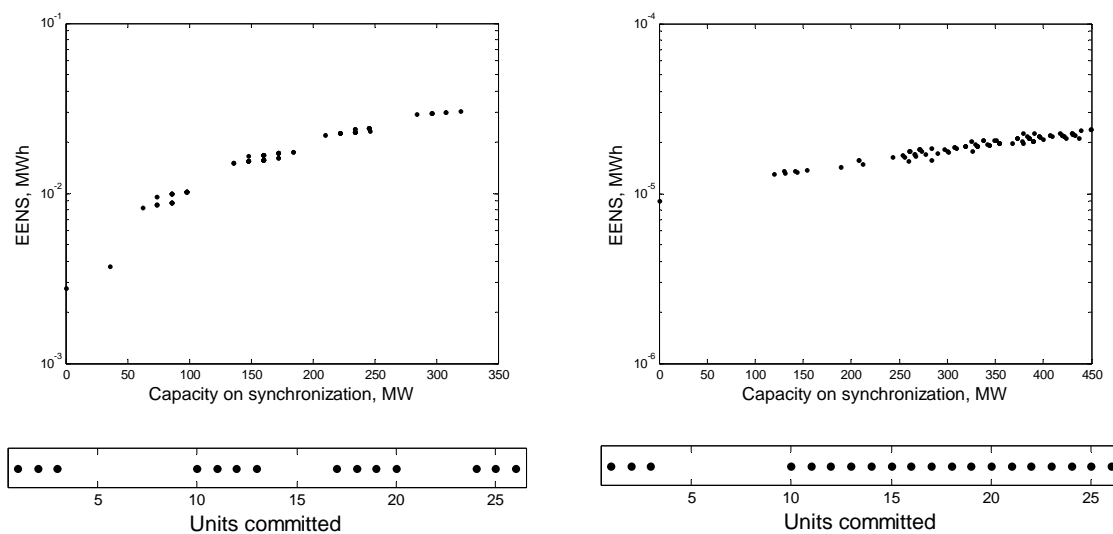 10^-1
10^-2
10^-3
EENS, MWh
0 50 100 150 200 250 300 350
Capacity on synchronization, MW
5 10 15 20 25
Units committed
10^-4
10^-5
10^-6
EENS, MWh
0 50 100 150 200 250 300 350 400 450
Capacity on synchronization, MW
5 10 15 20 25
Units committed